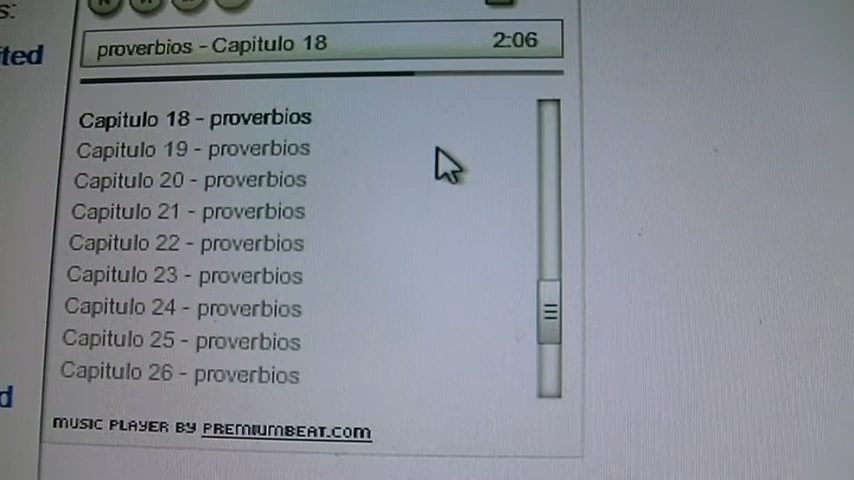 s:
ited
proverbios - Capitulo 18 2:06
Capitulo 18 - proverbios
Capitulo 19 - proverbios
Capitulo 20 - proverbios
Capitulo 21 - proverbios
Capitulo 22 - proverbios
Capitulo 23 - proverbios
Capitulo 24 - proverbios
Capitulo 25 - proverbios
Capitulo 26 - proverbios
d
MUSIC PLAYER BY PREMIUMBEAT.COM